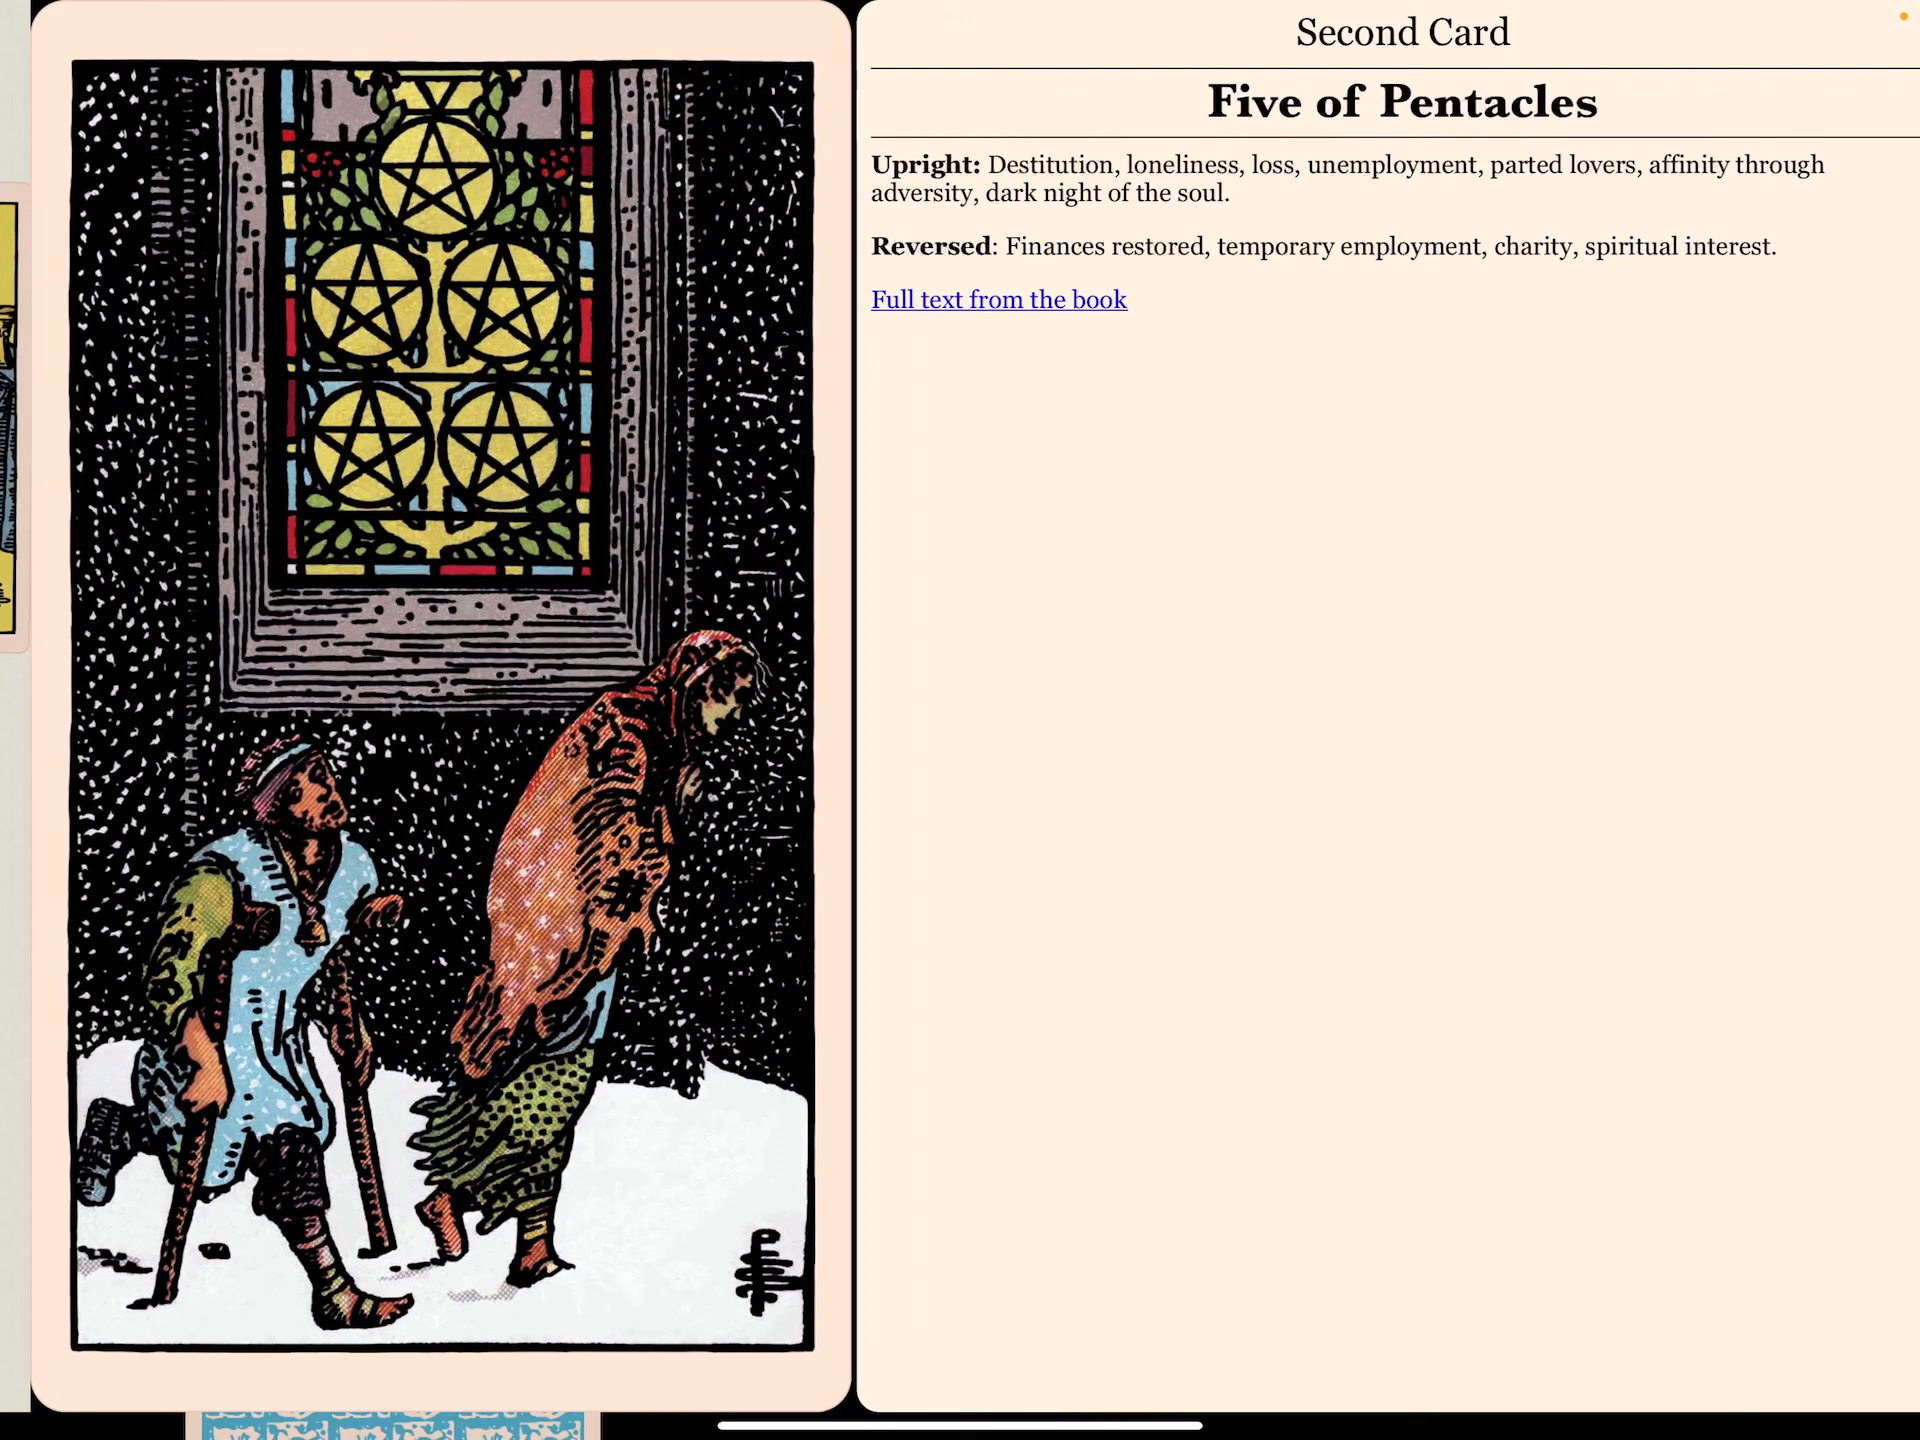 Second Card
Five of Pentacles
Upright: Destitution, loneliness, loss, unemployment, parted lovers, affinity through
adversity, dark night of the soul.
Reversed: Finances restored, temporary employment, charity, spiritual interest.
Full text from the book